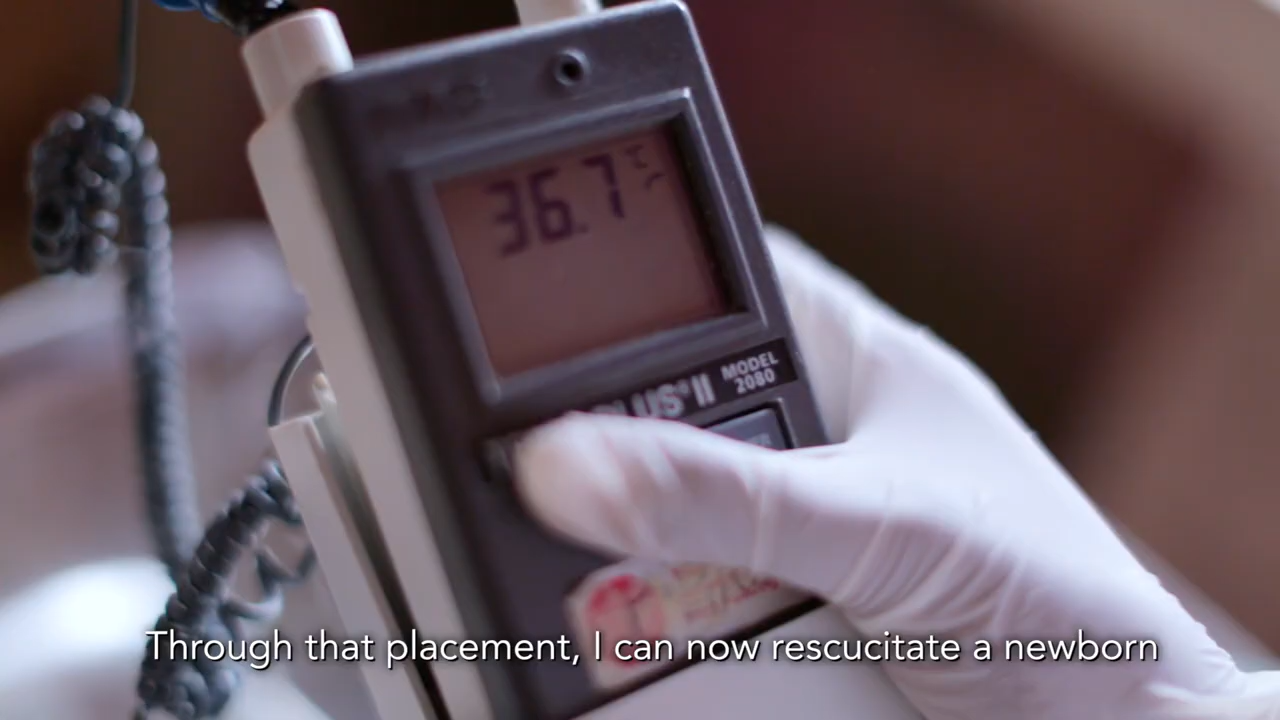 36.7 °C
PLUS® II MODEL
2080
Through that placement, I can now rescucitate a newborn